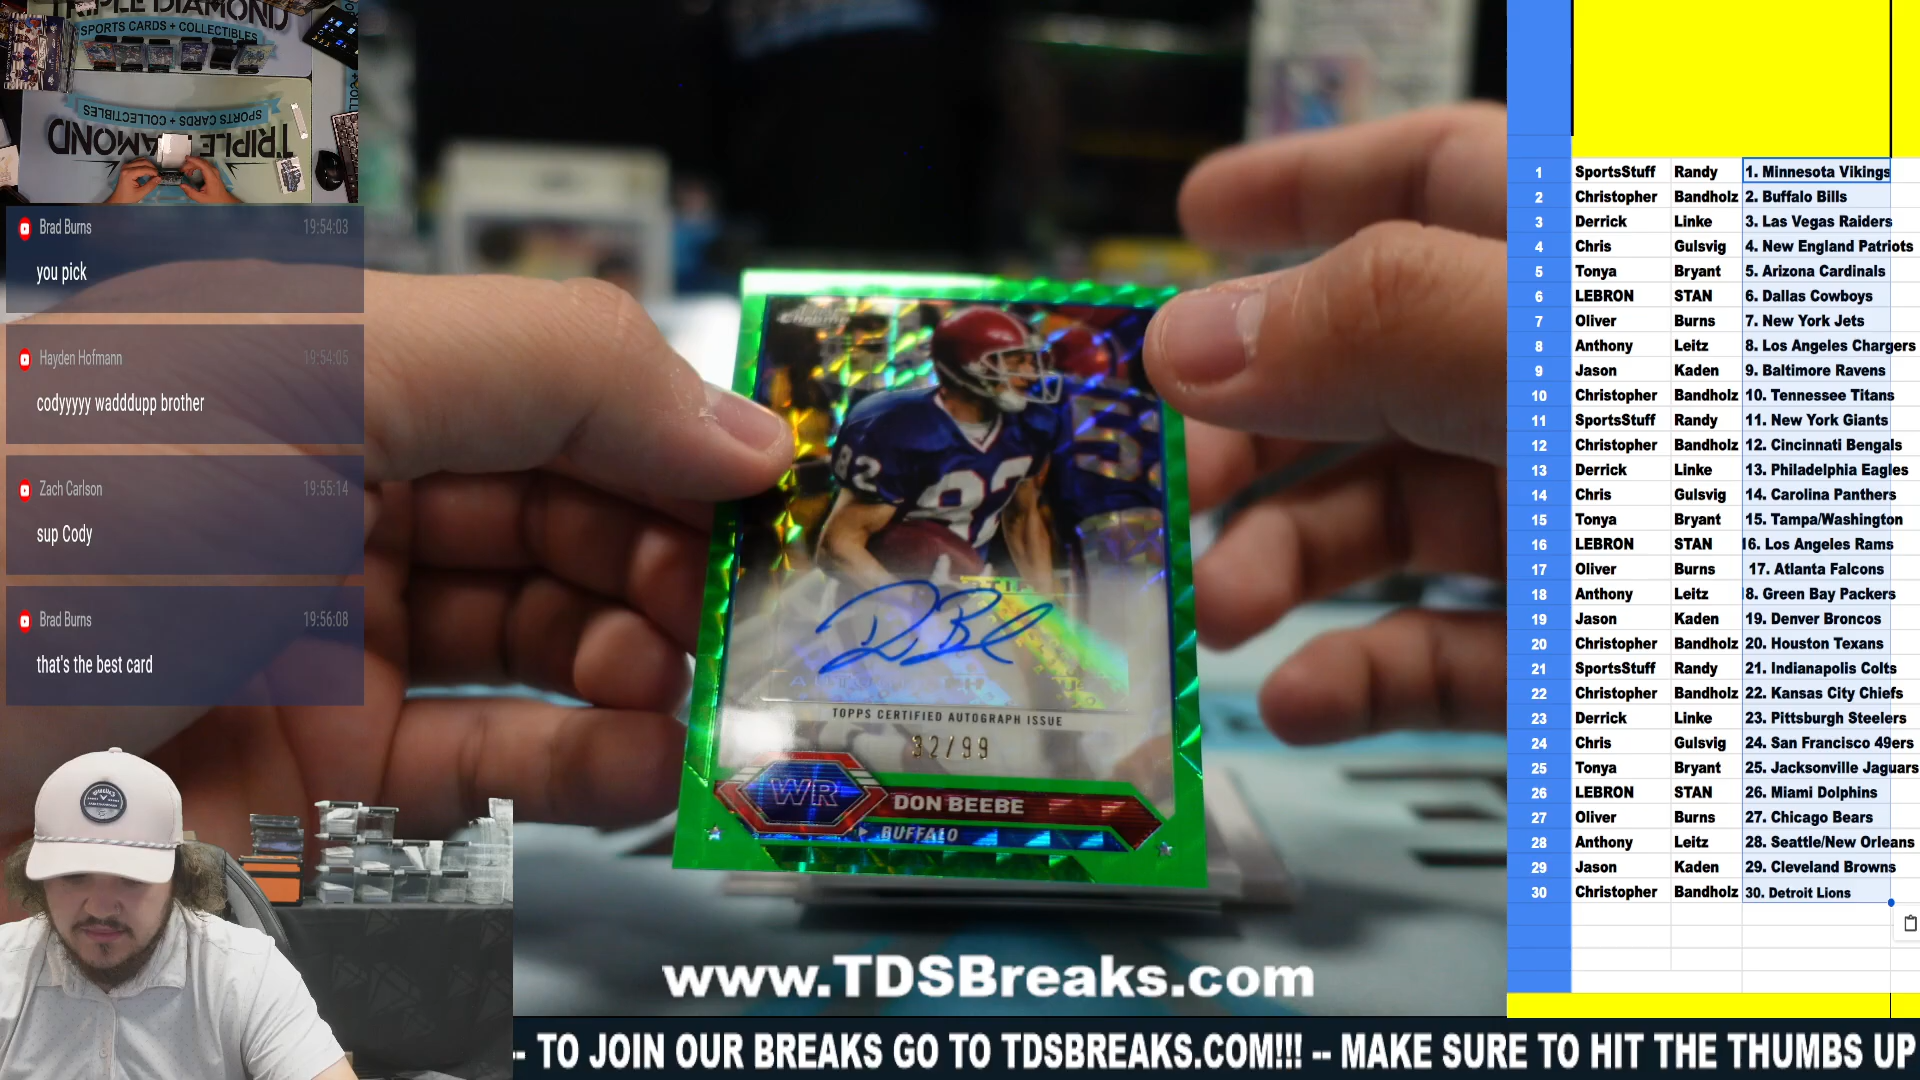 TRIPLE DIAMOND
SPORTS CARDS + COLLECTIBLES
SPORTS CARDS + COLLECTIBLES
TRIPLE DIAMOND
Brad Burns 19:54:03
you pick
Hayden Hofmann 19:54:05
codyyyyy wadddupp brother
Zach Carlson 19:55:14
sup Cody
Brad Burns 19:56:08
that's the best card
82
82
TOPPS CERTIFIED AUTOGRAPH ISSUE
32/99
WR
DON BEEBE
BUFFALO
www.TDSBreaks.com
1 SportsStuff Randy 1. Minnesota Vikings
2 Christopher Bandholz 2. Buffalo Bills
3 Derrick Linke 3. Las Vegas Raiders
4 Chris Gulsvig 4. New England Patriots
5 Tonya Bryant 5. Arizona Cardinals
6 LEBRON STAN 6. Dallas Cowboys
7 Oliver Burns 7. New York Jets
8 Anthony Leitz 8. Los Angeles Chargers
9 Jason Kaden 9. Baltimore Ravens
10 Christopher Bandholz 10. Tennessee Titans
11 SportsStuff Randy 11. New York Giants
12 Christopher Bandholz 12. Cincinnati Bengals
13 Derrick Linke 13. Philadelphia Eagles
14 Chris Gulsvig 14. Carolina Panthers
15 Tonya Bryant 15. Tampa/Washington
16 LEBRON STAN 16. Los Angeles Rams
17 Oliver Burns 17. Atlanta Falcons
18 Anthony Leitz 8. Green Bay Packers
19 Jason Kaden 19. Denver Broncos
20 Christopher Bandholz 20. Houston Texans
21 SportsStuff Randy 21. Indianapolis Colts
22 Christopher Bandholz 22. Kansas City Chiefs
23 Derrick Linke 23. Pittsburgh Steelers
24 Chris Gulsvig 24. San Francisco 49ers
25 Tonya Bryant 25. Jacksonville Jaguars
26 LEBRON STAN 26. Miami Dolphins
27 Oliver Burns 27. Chicago Bears
28 Anthony Leitz 28. Seattle/New Orleans
29 Jason Kaden 29. Cleveland Browns
30 Christopher Bandholz 30. Detroit Lions
-- TO JOIN OUR BREAKS GO TO TDSBREAKS.COM!!! -- MAKE SURE TO HIT THE THUMBS UP